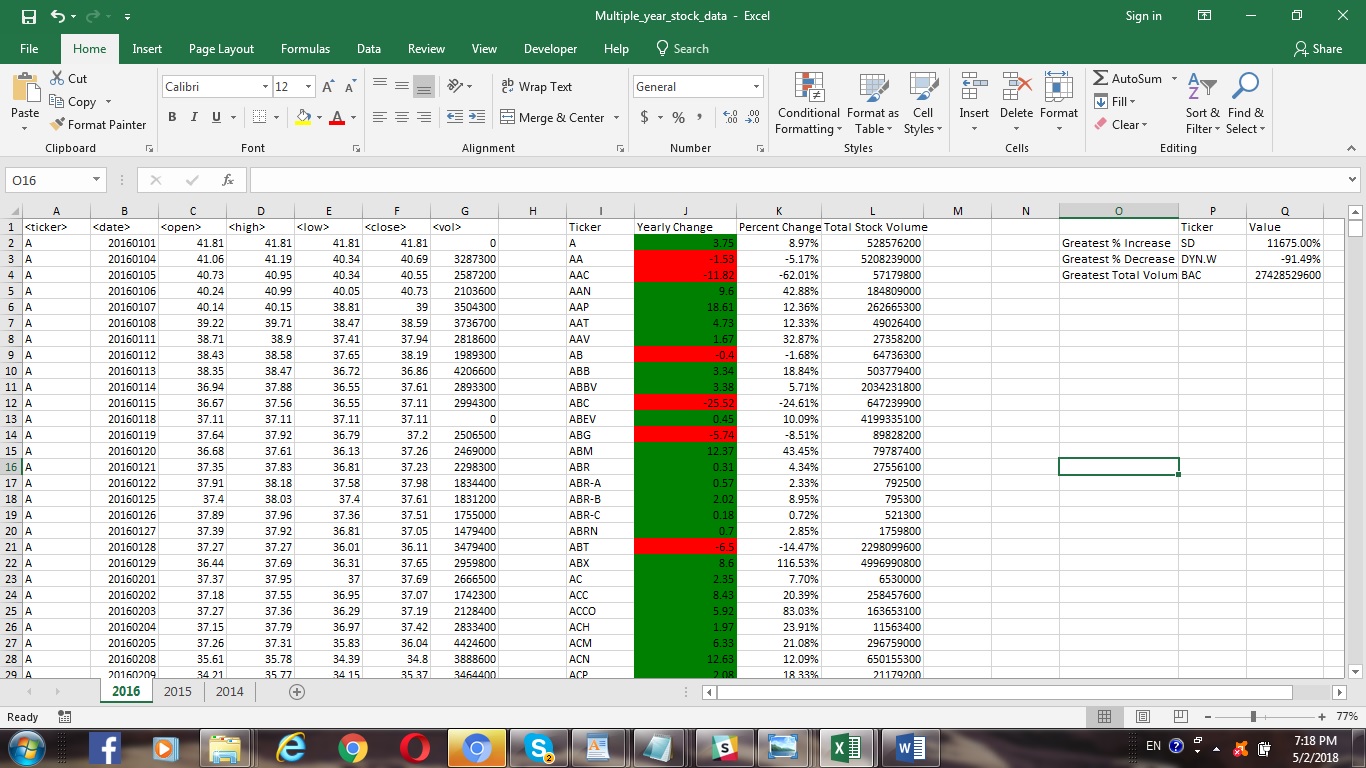 Multiple_year_stock_data - Excel
Sign in
File Home Insert Page Layout Formulas Data Review View Developer Help Search Share
Paste Cut Copy Format Painter Clipboard
Calibri 12 A A B I U A Font
Wrap Text Merge & Center Alignment
General $ % , Number
Conditional Formatting Format as Table Cell Styles Styles
Insert Delete Format Cells
AutoSum Fill Clear Sort & Filter Find & Select Editing
O16 fx
A B C D E F G H I J K L M N O P Q
1 <ticker> <date> <open> <high> <low> <close> <vol> Ticker Yearly Change Percent Change Total Stock Volume Ticker Value
2 A 20160101 41.81 41.81 41.81 41.81 0 A 3.75 8.97% 528576200 Greatest % Increase SD 11675.00%
3 A 20160104 41.06 41.19 40.34 40.69 3287300 AA -1.53 -5.17% 5208239000 Greatest % Decrease DYN.W -91.49%
4 A 20160105 40.73 40.95 40.34 40.55 2587200 AAC -11.82 -62.01% 57179800 Greatest Total Volum BAC 27428529600
5 A 20160106 40.24 40.99 40.05 40.73 2103600 AAN 9.6 42.88% 184809000
6 A 20160107 40.14 40.15 38.81 39 3504300 AAP 18.61 12.36% 262665300
7 A 20160108 39.22 39.71 38.47 38.59 3736700 AAT 4.73 12.33% 49026400
8 A 20160111 38.71 38.9 37.41 37.94 2818600 AAV 1.67 32.87% 27358200
9 A 20160112 38.43 38.58 37.65 38.19 1989300 AB -0.4 -1.68% 64736300
10 A 20160113 38.35 38.47 36.72 36.86 4206600 ABB 3.34 18.84% 503779400
11 A 20160114 36.94 37.88 36.55 37.61 2893300 ABBV 3.38 5.71% 2034231800
12 A 20160115 36.67 37.56 36.55 37.11 2994300 ABC -25.52 -24.61% 647239900
13 A 20160118 37.11 37.11 37.11 37.11 0 ABEV 0.45 10.09% 4199335100
14 A 20160119 37.64 37.92 36.79 37.2 2506500 ABG -5.74 -8.51% 89828200
15 A 20160120 36.68 37.61 36.13 37.26 2469000 ABM 12.37 43.45% 79787400
16 A 20160121 37.35 37.83 36.81 37.23 2298300 ABR 0.31 4.34% 27556100
17 A 20160122 37.91 38.18 37.58 37.98 1834400 ABR-A 0.57 2.33% 792500
18 A 20160125 37.4 38.03 37.4 37.61 1831200 ABR-B 2.02 8.95% 795300
19 A 20160126 37.89 37.96 37.36 37.51 1755000 ABR-C 0.18 0.72% 521300
20 A 20160127 37.39 37.92 36.81 37.05 1479400 ABRN 0.7 2.85% 1759800
21 A 20160128 37.27 37.27 36.01 36.11 3479400 ABT -6.5 -14.47% 2298099600
22 A 20160129 36.44 37.69 36.31 37.65 2959800 ABX 8.6 116.53% 4996990800
23 A 20160201 37.37 37.95 37 37.69 2666500 AC 2.35 7.70% 6530000
24 A 20160202 37.18 37.55 36.95 37.07 1742300 ACC 8.43 20.39% 258457600
25 A 20160203 37.27 37.36 36.29 37.19 2128400 ACCO 5.92 83.03% 163653100
26 A 20160204 37.15 37.79 36.97 37.42 2833400 ACH 1.97 23.91% 11563400
27 A 20160205 37.26 37.31 35.83 36.04 4424600 ACM 6.33 21.08% 296759000
28 A 20160208 35.61 35.78 34.39 34.8 3888600 ACN 12.63 12.09% 650155300
29 A 20160209 34.21 35.77 34.15 35.37 3464400 ACP 2.08 18.33% 21179200
2016 2015 2014
Ready 77%
EN 7:18 PM
5/2/2018